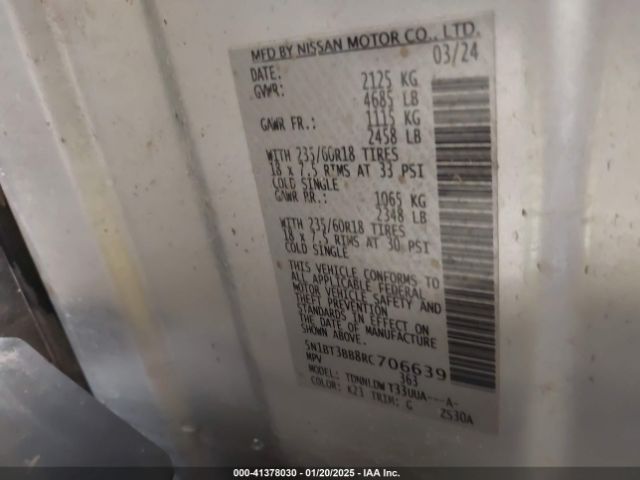 MFD BY NISSAN MOTOR CO., LTD.
DATE: 03/24
GVWR: 2125 KG
4685 LB
GAWR FR.: 1115 KG
2458 LB
WITH 235/60R18 TIRES
18 x 7.5 RIMS AT 33 PSI
COLD SINGLE
GAWR RR.: 1065 KG
2348 LB
WITH 235/60R18 TIRES
18 x 7.5 RIMS AT 30 PSI
COLD SINGLE
THIS VEHICLE CONFORMS TO
ALL APPLICABLE FEDERAL
MOTOR VEHICLE SAFETY AND
THEFT PREVENTION
STANDARDS IN EFFECT ON
THE DATE OF MANUFACTURE
SHOWN ABOVE.
5N1BT3BB8RC706639
MPV 363
MODEL: TDNNLDWT33UUA---A-
COLOR: K23 TRIM: G Z530A
000-41378030 - 01/20/2025 - IAA Inc.